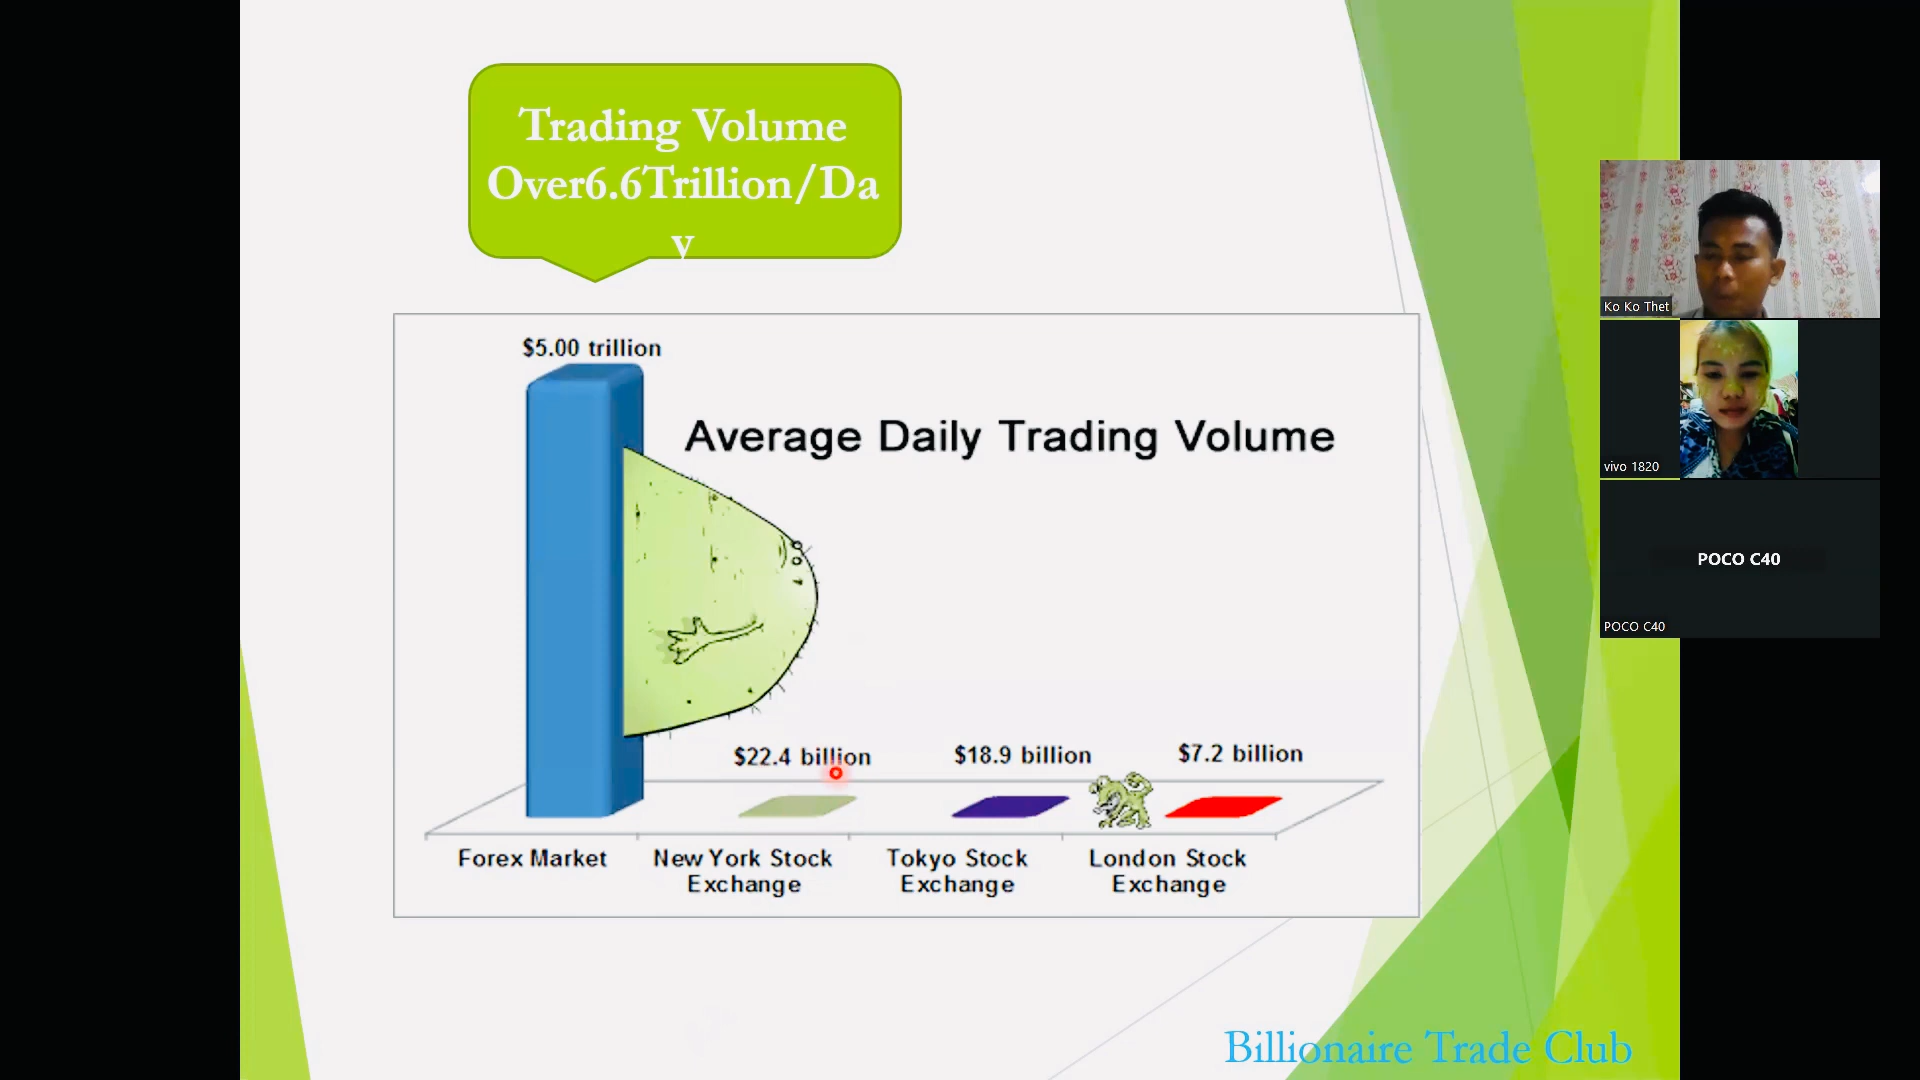 Trading Volume
Over6.6Trillion/Da
y
$5.00 trillion
Average Daily Trading Volume
$22.4 billion
$18.9 billion
$7.2 billion
Forex Market
New York Stock
Exchange
Tokyo Stock
Exchange
London Stock
Exchange
Billionaire Trade Club
Ko Ko Thet
vivo 1820
POCO C40
POCO C40